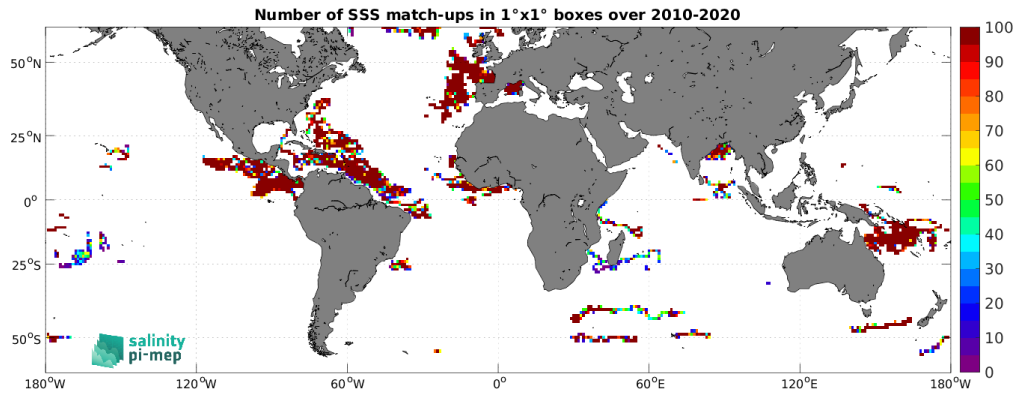 Number of SSS match-ups in 1°x1° boxes over 2010-2020
50°N
25°N
0°
25°S
50°S
180°W
120°W
60°W
0°
60°E
120°E
180°W
100
90
80
70
60
50
40
30
20
10
0
salinity
pi-mep